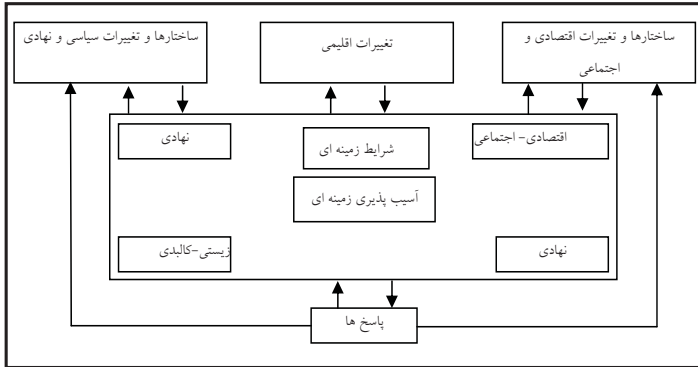 ساختارها و تغییرات اقتصادی و
اجتماعی
تغییرات اقلیمی
ساختارها و تغییرات سیاسی و نهادی
اقتصادی- اجتماعی
شرایط زمینه ای
نهادی
آسیب پذیری زمینه ای
نهادی
زیستی-کالبدی
پاسخ ها